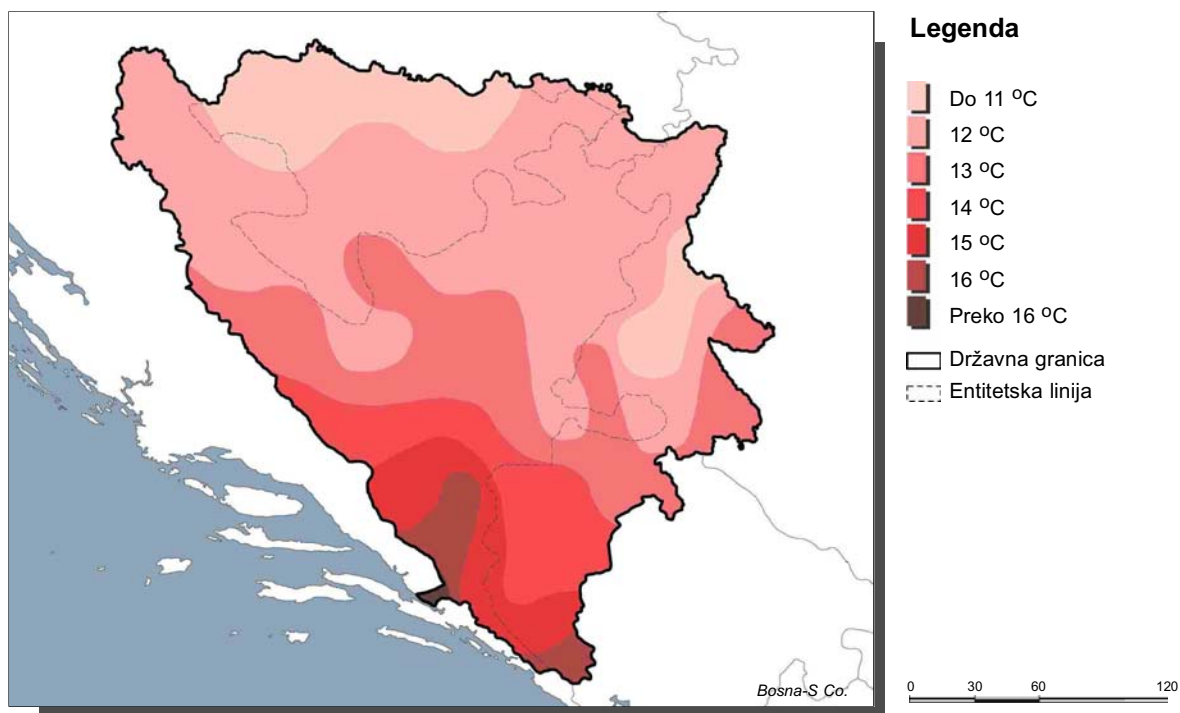 Legenda
Do 11 ºC
12 ºC
13 ºC
14 ºC
15 ºC
16 ºC
Preko 16 ºC
Državna granica
Entitetska linija
Bosna-S Co.
0 30 60 120